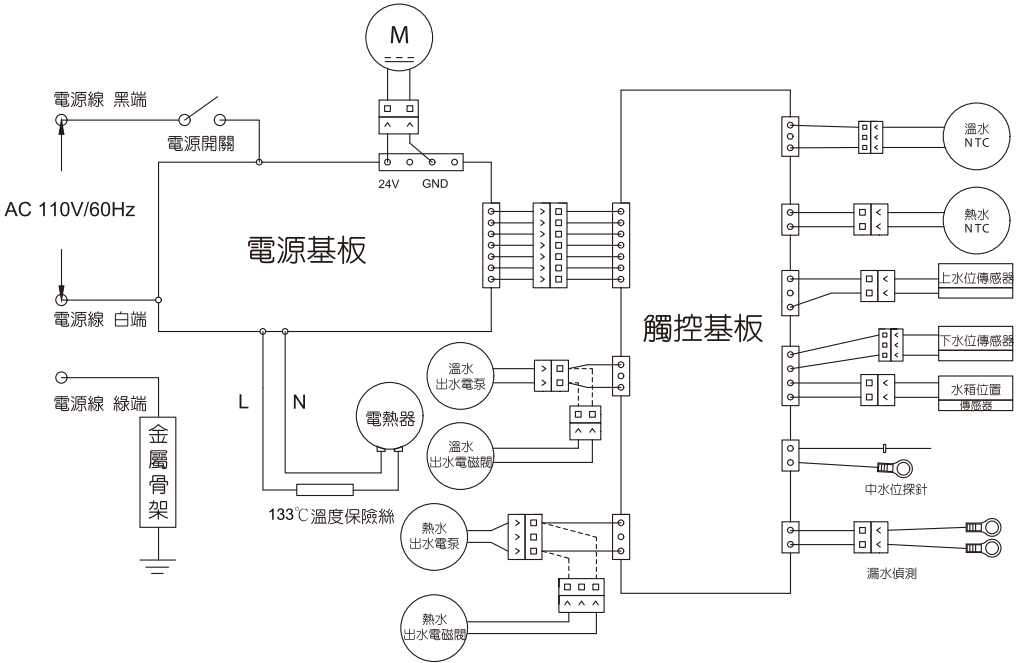 M
電源線 黑端
電源開關
24V
GND
AC 110V/60Hz
電源基板
電源線 白端
電源線 綠端
金屬骨架
L
N
電熱器
133℃溫度保險絲
溫水
出水電泵
溫水
出水電磁閥
熱水
出水電泵
熱水
出水電磁閥
觸控基板
溫水
NTC
熱水
NTC
上水位傳感器
下水位傳感器
水箱位置
傳感器
中水位探針
漏水偵測